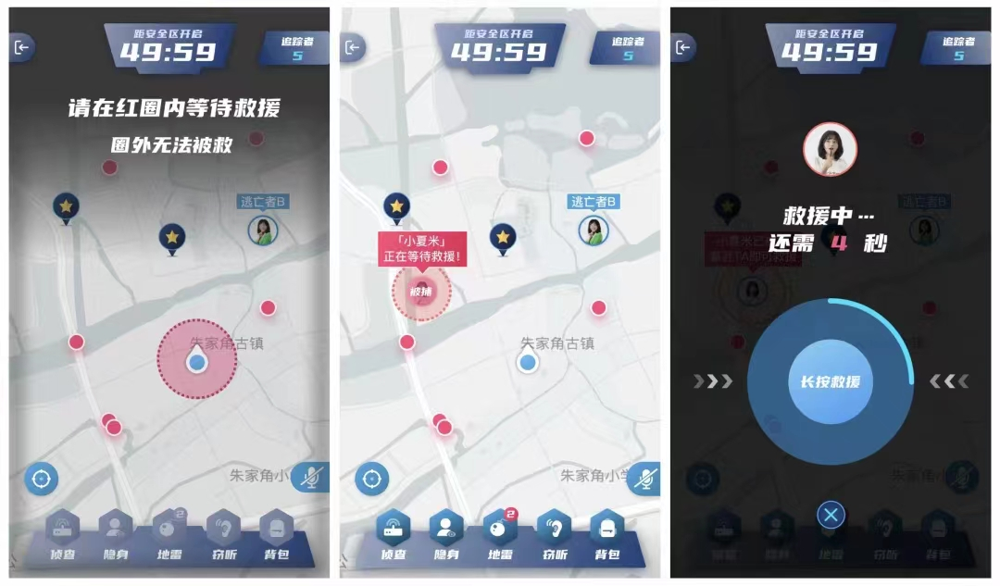 距安全区开启
49:59
追踪者
5
请在红圈内等待救援
圈外无法被救
逃亡者B
朱家角古镇
朱家角小
2
侦查
隐身
地雷
窃听
背包
距安全区开启
49:59
追踪者
5
逃亡者B
「小夏米」
正在等待救援!
被捕
朱家角古镇
朱家角小学
2
侦查
隐身
地雷
窃听
背包
距安全区开启
49:59
追踪者
5
救援中…
还需 4 秒
逃亡者B
长按救援
朱家角小
侦查
隐身
地雷
窃听
背包